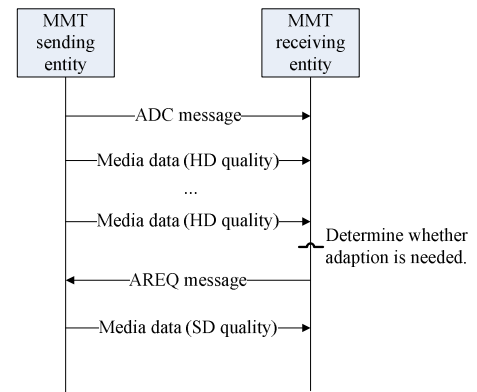 MMT
sending
entity
MMT
receiving
entity
ADC message
Media data (HD quality)
...
Media data (HD quality)
Determine whether
adaption is needed.
AREQ message
Media data (SD quality)